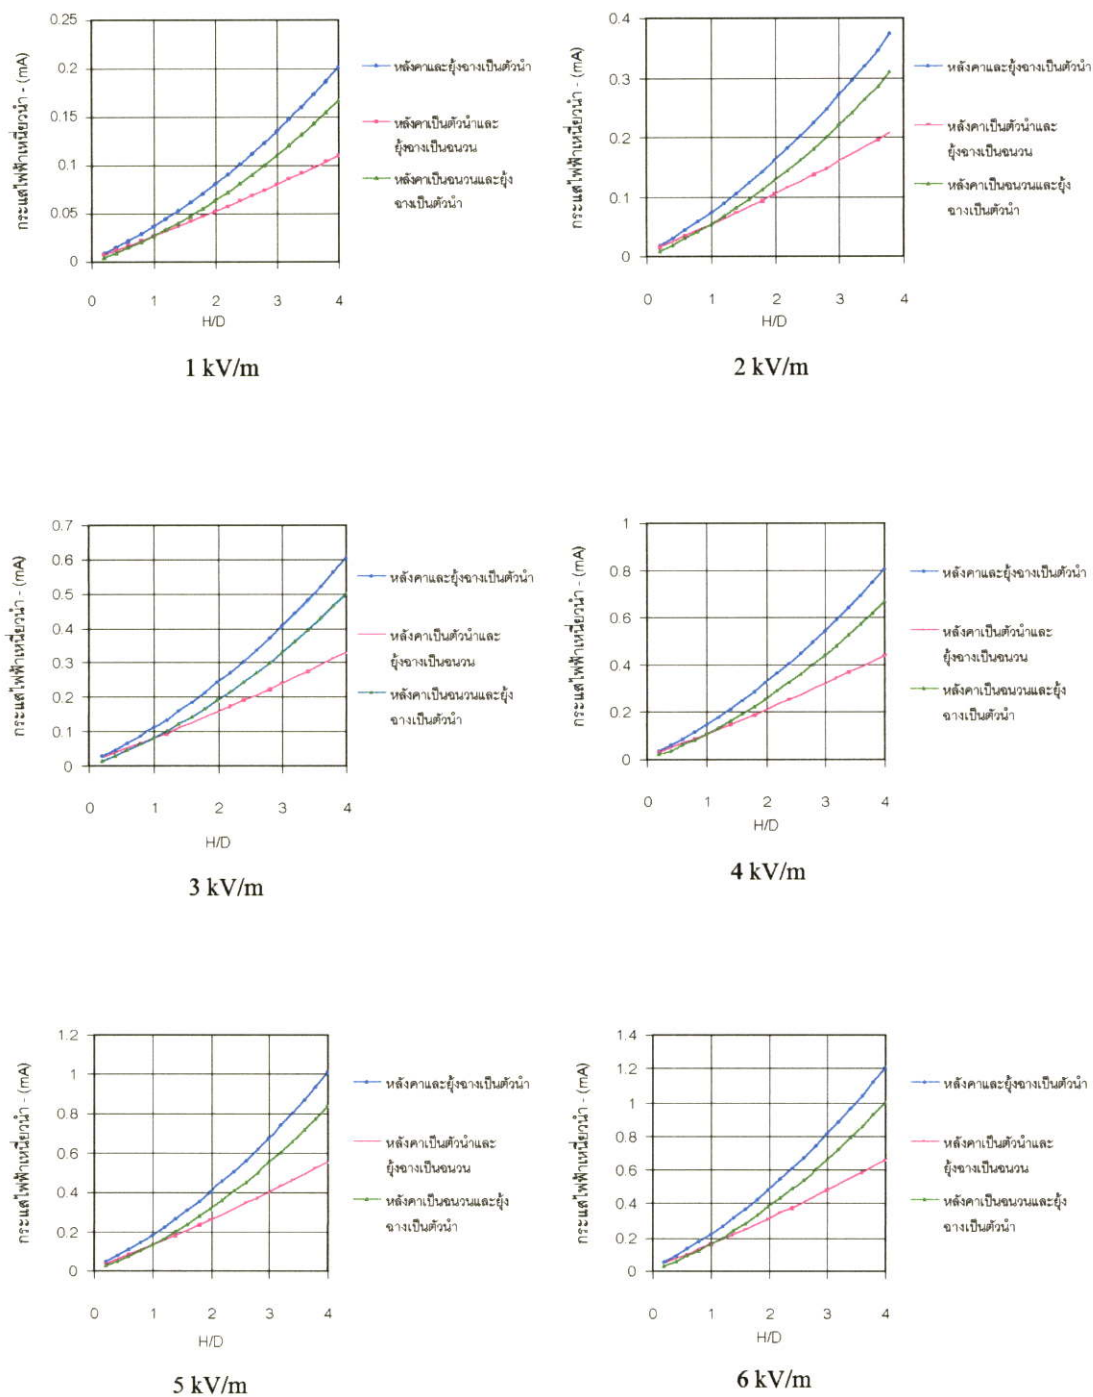 กระแสไฟฟ้าเหนี่ยวนำ - (mA)
0.25
0.2
0.15
0.1
0.05
0
0 1 2 3 4
H/D
หลังคาและยุ้งฉางเป็นตัวนำ
หลังคาเป็นตัวนำและ
ยุ้งฉางเป็นฉนวน
หลังคาเป็นฉนวนและยุ้ง
ฉางเป็นตัวนำ
1 kV/m
กระแสไฟฟ้าเหนี่ยวนำ - (mA)
0.4
0.3
0.2
0.1
0
0 1 2 3 4
H/D
หลังคาและยุ้งฉางเป็นตัวนำ
หลังคาเป็นตัวนำและ
ยุ้งฉางเป็นฉนวน
หลังคาเป็นฉนวนและยุ้ง
ฉางเป็นตัวนำ
2 kV/m
กระแสไฟฟ้าเหนี่ยวนำ - (mA)
0.7
0.6
0.5
0.4
0.3
0.2
0.1
0
0 1 2 3 4
H/D
หลังคาและยุ้งฉางเป็นตัวนำ
หลังคาเป็นตัวนำและ
ยุ้งฉางเป็นฉนวน
หลังคาเป็นฉนวนและยุ้ง
ฉางเป็นตัวนำ
3 kV/m
กระแสไฟฟ้าเหนี่ยวนำ - (mA)
1
0.8
0.6
0.4
0.2
0
0 1 2 3 4
H/D
หลังคาและยุ้งฉางเป็นตัวนำ
หลังคาเป็นตัวนำและ
ยุ้งฉางเป็นฉนวน
หลังคาเป็นฉนวนและยุ้ง
ฉางเป็นตัวนำ
4 kV/m
กระแสไฟฟ้าเหนี่ยวนำ - (mA)
1.2
1
0.8
0.6
0.4
0.2
0
0 1 2 3 4
H/D
หลังคาและยุ้งฉางเป็นตัวนำ
หลังคาเป็นตัวนำและ
ยุ้งฉางเป็นฉนวน
หลังคาเป็นฉนวนและยุ้ง
ฉางเป็นตัวนำ
5 kV/m
กระแสไฟฟ้าเหนี่ยวนำ - (mA)
1.4
1.2
1
0.8
0.6
0.4
0.2
0
0 1 2 3 4
H/D
หลังคาและยุ้งฉางเป็นตัวนำ
หลังคาเป็นตัวนำและ
ยุ้งฉางเป็นฉนวน
หลังคาเป็นฉนวนและยุ้ง
ฉางเป็นตัวนำ
6 kV/m